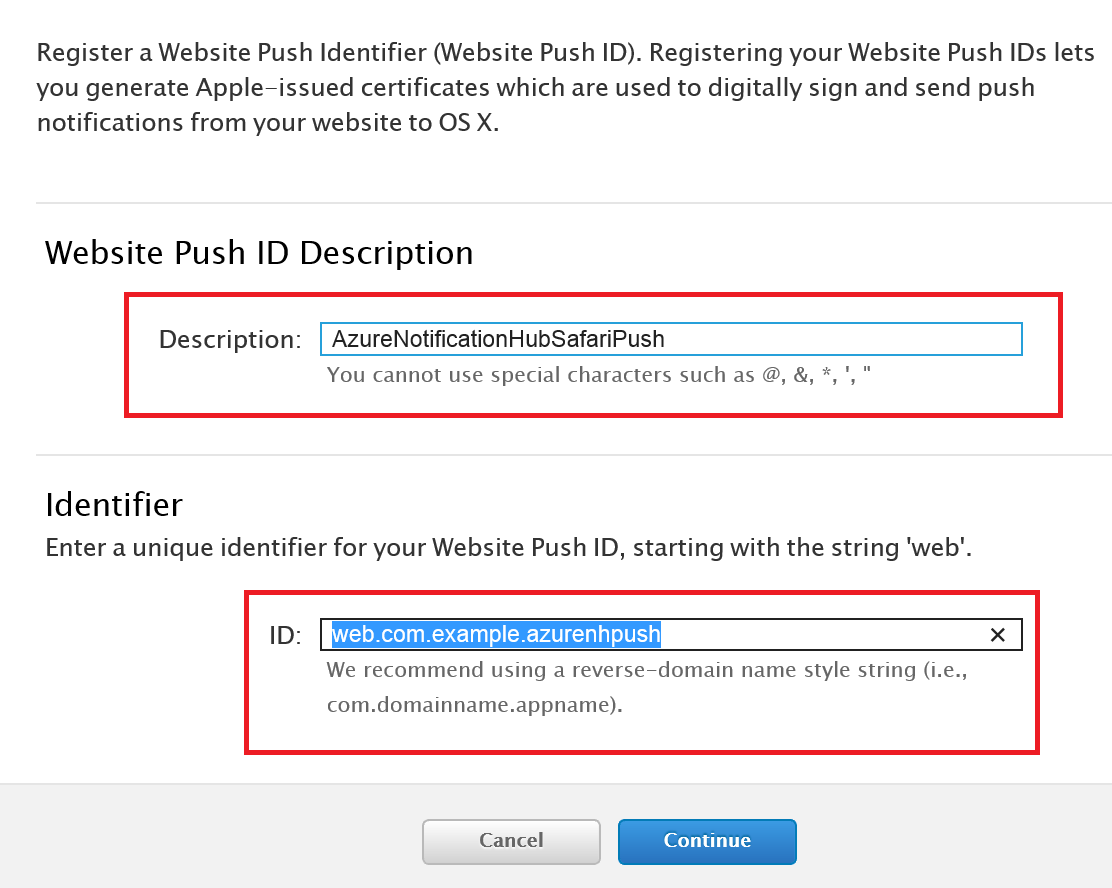 Register a Website Push Identifier (Website Push ID). Registering your Website Push IDs lets
you generate Apple-issued certificates which are used to digitally sign and send push
notifications from your website to OS X.
Website Push ID Description
Description: AzureNotificationHubSafariPush
You cannot use special characters such as @, &, *, ', "
Identifier
Enter a unique identifier for your Website Push ID, starting with the string 'web'.
ID: web.com.example.azurenhpush
We recommend using a reverse-domain name style string (i.e.,
com.domainname.appname).
Cancel Continue